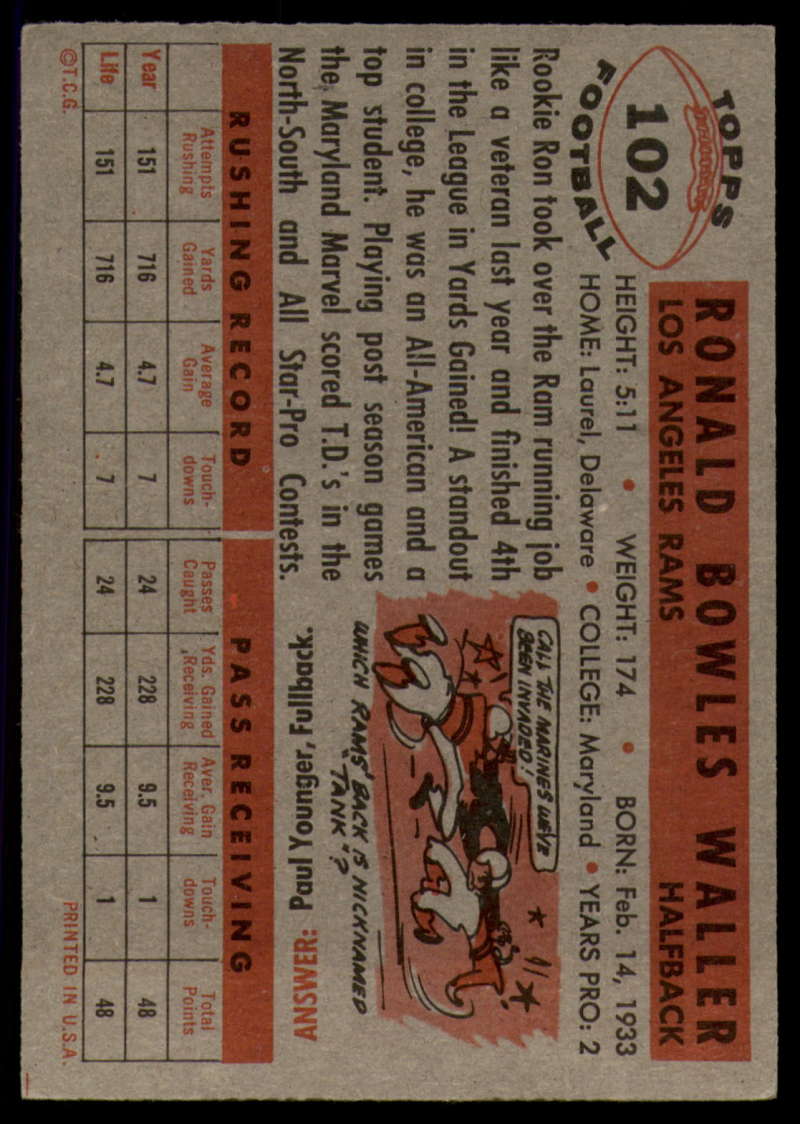 TOPPS
102
FOOTBALL
RONALD BOWLES WALLER
LOS ANGELES RAMS HALFBACK
HEIGHT: 5:11 • WEIGHT: 174 • BORN: Feb. 14, 1933
HOME: Laurel, Delaware • COLLEGE: Maryland • YEARS PRO: 2
Rookie Ron took over the Ram running job
like a veteran last year and finished 4th
in the League in Yards Gained! A standout
in college, he was an All-American and a
top student. Playing post season games
the Maryland Marvel scored T.D.'s in the
North-South and All Star-Pro Contests.
CALL THE MARINES WE'VE
BEEN INVADED!
WHICH RAMS' BACK IS NICKNAMED
"TANK"?
ANSWER: Paul Younger, Fullback.
RUSHING RECORD PASS RECEIVING
Attempts Rushing Yards Gained Average Gain Touch-downs Passes Caught Yds. Gained Receiving Aver. Gain Receiving Touch-downs Total Points
Year 151 716 4.7 7 24 228 9.5 1 48
Life 151 716 4.7 7 24 228 9.5 1 48
©T.C.G. PRINTED IN U.S.A.